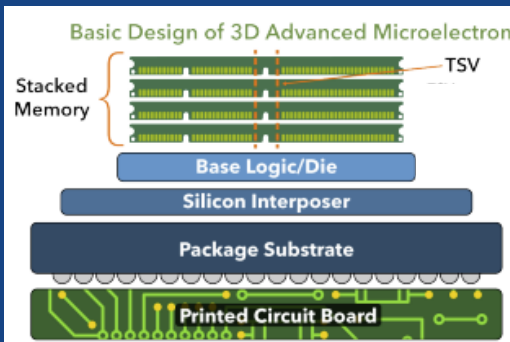 Basic Design of 3D Advanced Microelectron
TSV
Stacked
Memory
Base Logic/Die
Silicon Interposer
Package Substrate
Printed Circuit Board